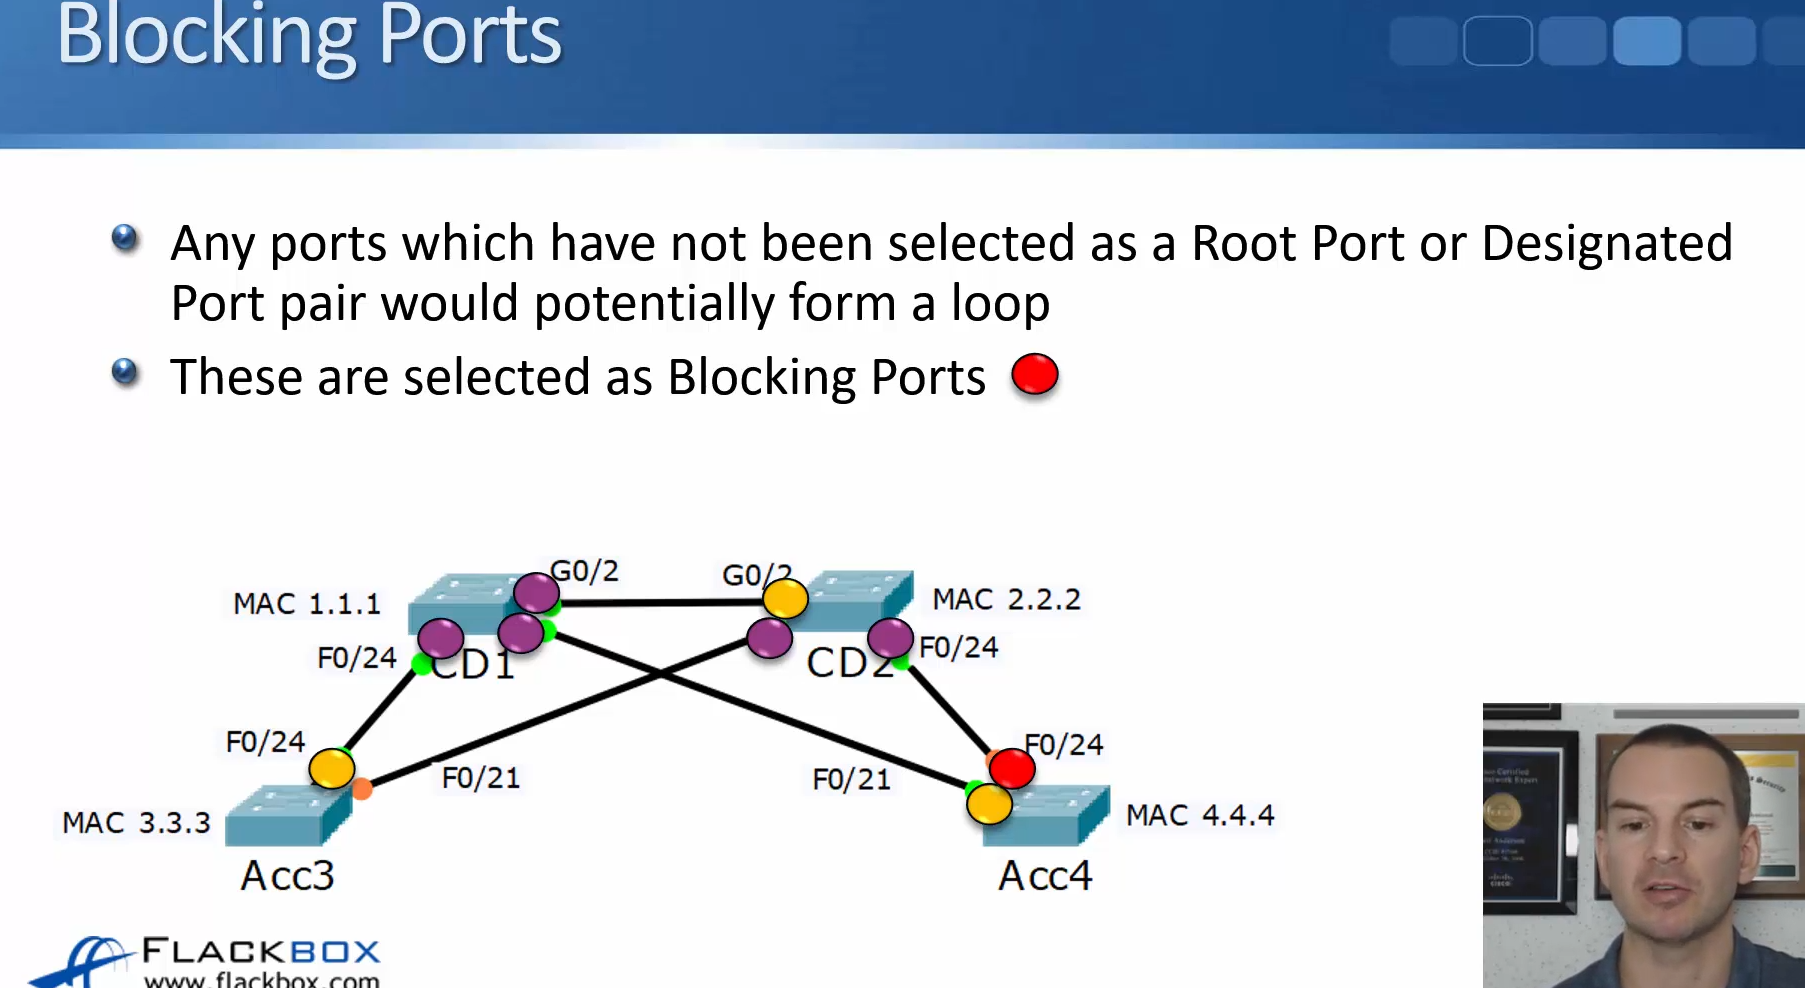 Blocking Ports
Any ports which have not been selected as a Root Port or Designated
Port pair would potentially form a loop
These are selected as Blocking Ports
G0/2
G0/2
MAC 1.1.1
MAC 2.2.2
F0/24
CD1
CD2
F0/24
F0/24
F0/21
F0/21
F0/24
MAC 3.3.3
MAC 4.4.4
Acc3
Acc4
FLACKBOX
www.flackbox.com